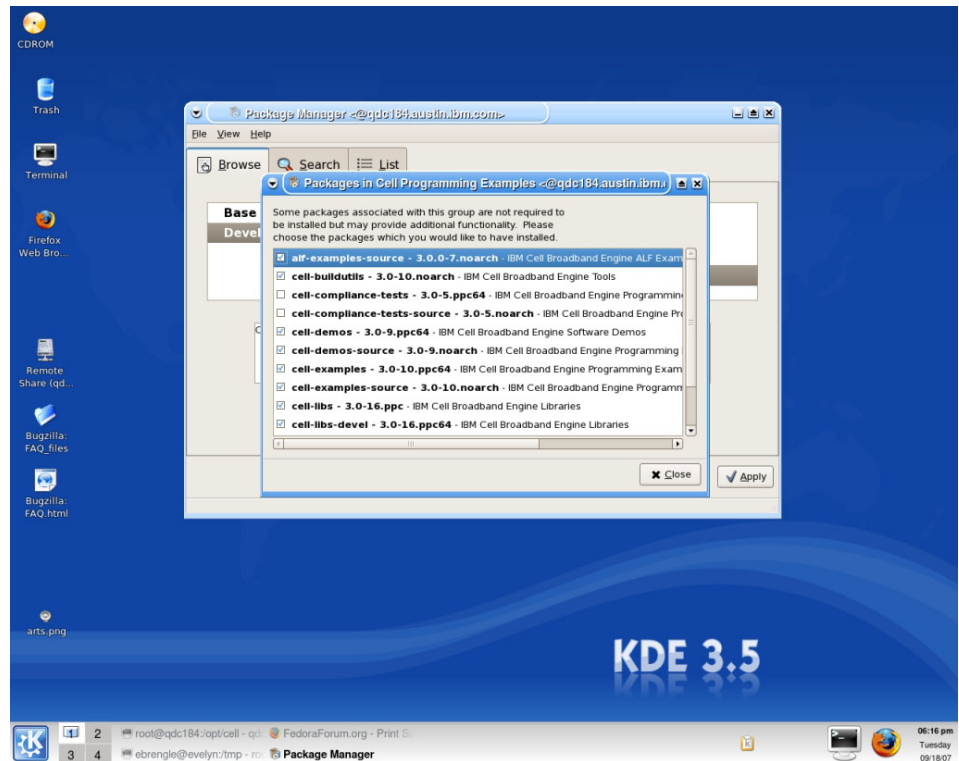 CDROM
Trash
Terminal
Firefox
Web Bro...
Remote
Share (qd...
Bugzilla:
FAQ_files
Bugzilla:
FAQ.html
arts.png
Package Manager <@qdc184.austin.ibm.com>
File View Help
Browse Search List
Base
Devel
Packages in Cell Programming Examples <@qdc184.austin.ibm.
Some packages associated with this group are not required to
be installed but may provide additional functionality. Please
choose the packages which you would like to have installed.
alf-examples-source - 3.0.0-7.noarch - IBM Cell Broadband Engine ALF Exam
cell-buildutils - 3.0-10.noarch - IBM Cell Broadband Engine Tools
cell-compliance-tests - 3.0-5.ppc64 - IBM Cell Broadband Engine Programmin
cell-compliance-tests-source - 3.0-5.noarch - IBM Cell Broadband Engine Pro
cell-demos - 3.0-9.ppc64 - IBM Cell Broadband Engine Software Demos
cell-demos-source - 3.0-9.noarch - IBM Cell Broadband Engine Programming
cell-examples - 3.0-10.ppc64 - IBM Cell Broadband Engine Programming Exam
cell-examples-source - 3.0-10.noarch - IBM Cell Broadband Engine Programm
cell-libs - 3.0-16.ppc - IBM Cell Broadband Engine Libraries
cell-libs-devel - 3.0-16.ppc64 - IBM Cell Broadband Engine Libraries
Close
Apply
KDE 3.5
1 2 root@qdc184:/opt/cell - qdc FedoraForum.org - Print Sc
3 4 ebrengle@evelyn:/tmp - roo Package Manager
06:16 pm
Tuesday
09/18/07